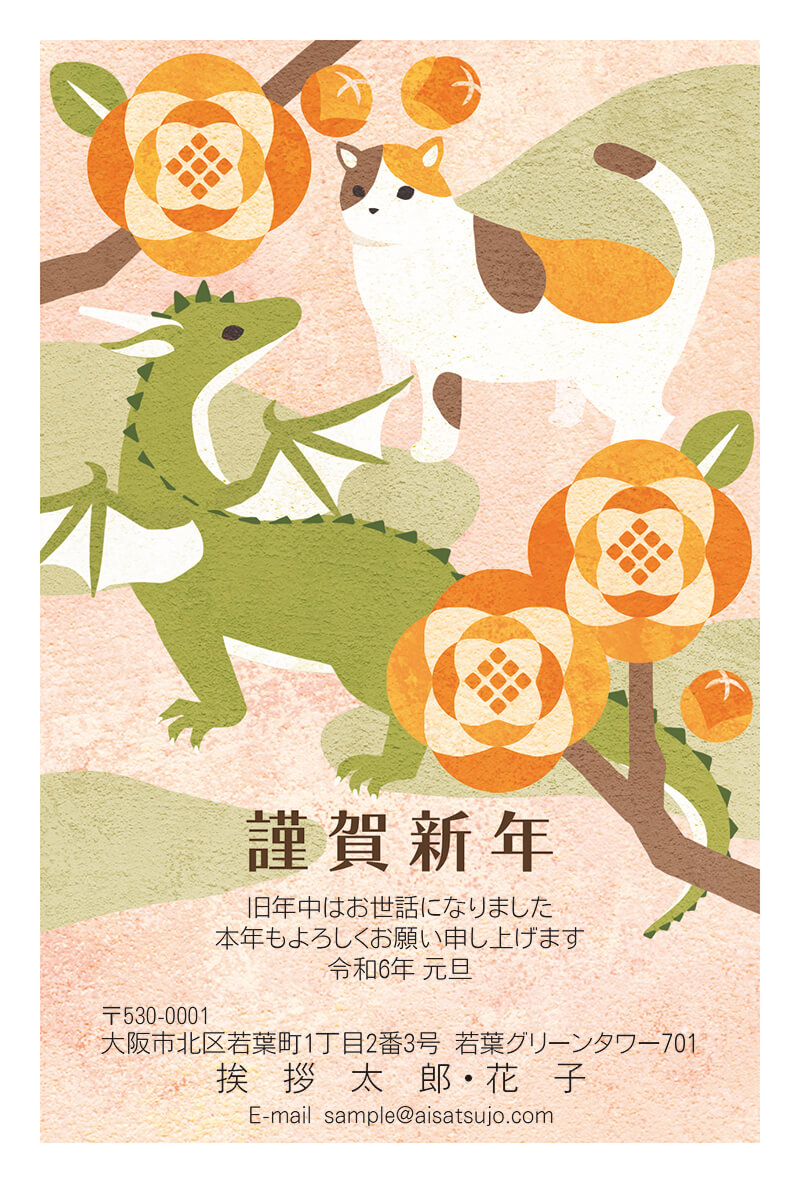 謹賀新年
旧年中はお世話になりました
本年もよろしくお願い申し上げます
令和6年 元旦
〒530-0001
大阪市北区若葉町1丁目2番3号 若葉グリーンタワー701
挨 拶 太 郎・花 子
E-mail sample@aisatsujo.com